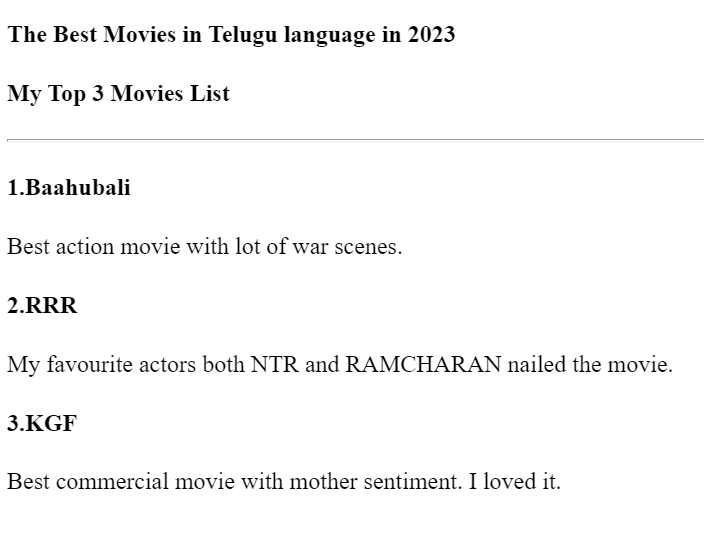 The Best Movies in Telugu language in 2023
My Top 3 Movies List
1.Baahubali
Best action movie with lot of war scenes.
2.RRR
My favourite actors both NTR and RAMCHARAN nailed the movie.
3.KGF
Best commercial movie with mother sentiment. I loved it.